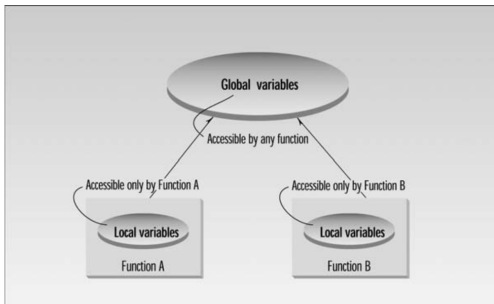 Global variables
Accessible by any function
Accessible only by Function A
Accessible only by Function B
Local variables
Local variables
Function A
Function B